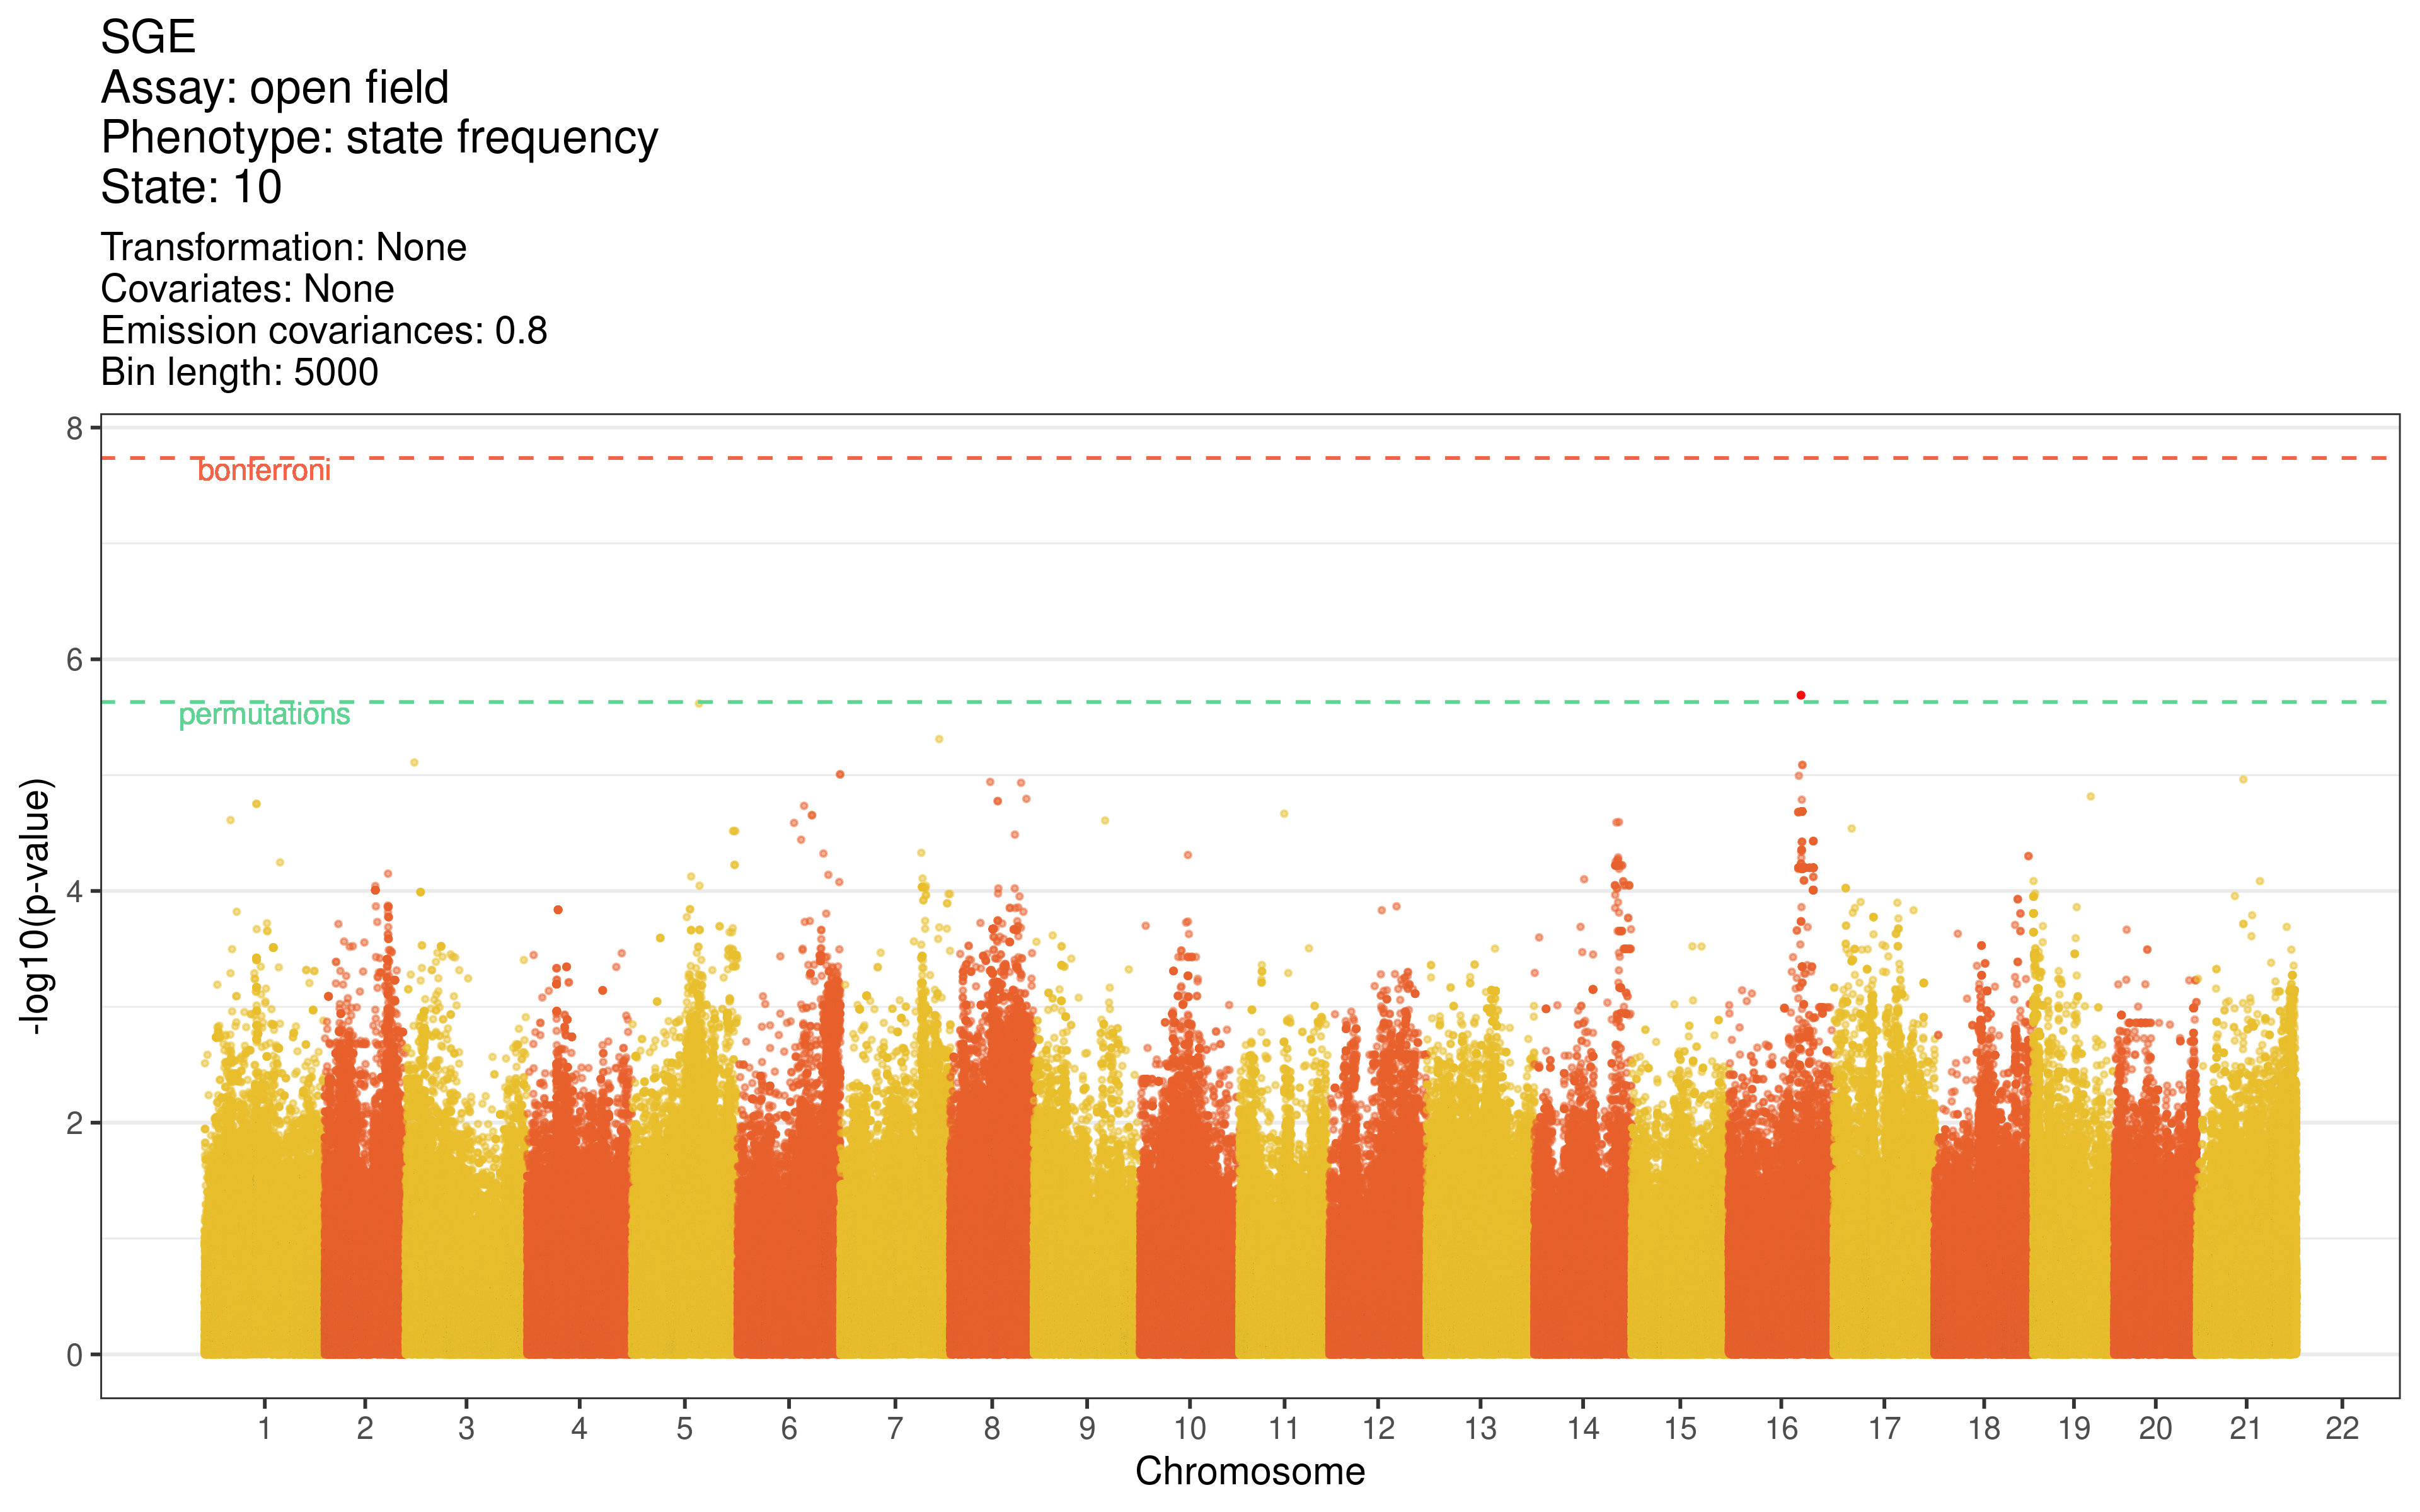 SGE
Assay: open field
Phenotype: state frequency
State: 10
Transformation: None
Covariates: None
Emission covariances: 0.8
Bin length: 5000
8
bonferroni
6
permutations
4
2
0
-log10(p-value)
1 2 3 4 5 6 7 8 9 10 11 12 13 14 15 16 17 18 19 20 21 22
Chromosome